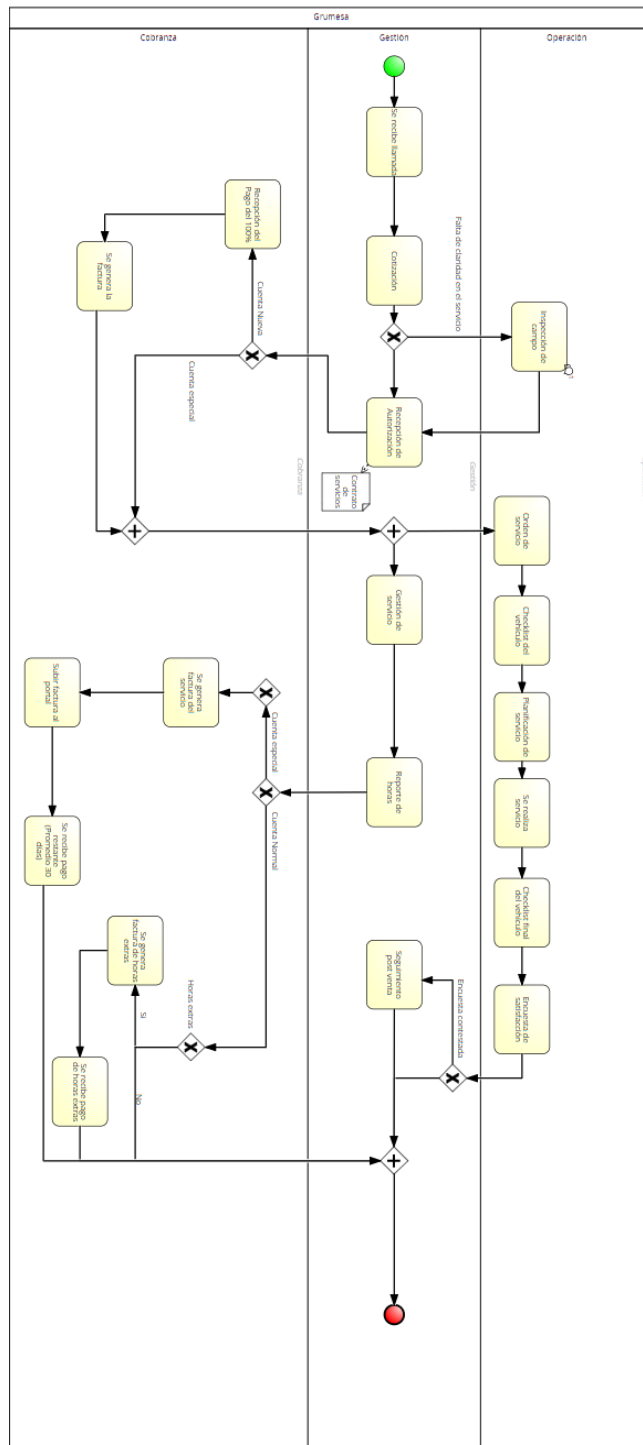 Grumesa
Cobranza
Gestión
Operación
Se recibe llamada
Cotización
Falta de claridad en el servicio
Inspección de
campo
Recepción de
Autorización
Contrato
de
servicios
Cobranza
Gestión
Recepción del
Pago del 100%
Se genera la
factura
Cuenta Nueva
Cuenta especial
Orden de
servicio
Checklist del
vehículo
Planificación de
servicio
Se realiza
servicio
Checklist final
del vehículo
Encuesta de
satisfacción
Gestión de
servicio
Reporte de
horas
Cuenta especial
Cuenta Normal
Se genera
factura del
servicio
Subir factura al
portal
Se recibe pago
restante
(Promedio 30
días)
Horas extras
Si
No
Se genera
factura de horas
extras
Se recibe pago
de horas extras
Encuesta contestada
Seguimiento
post venta